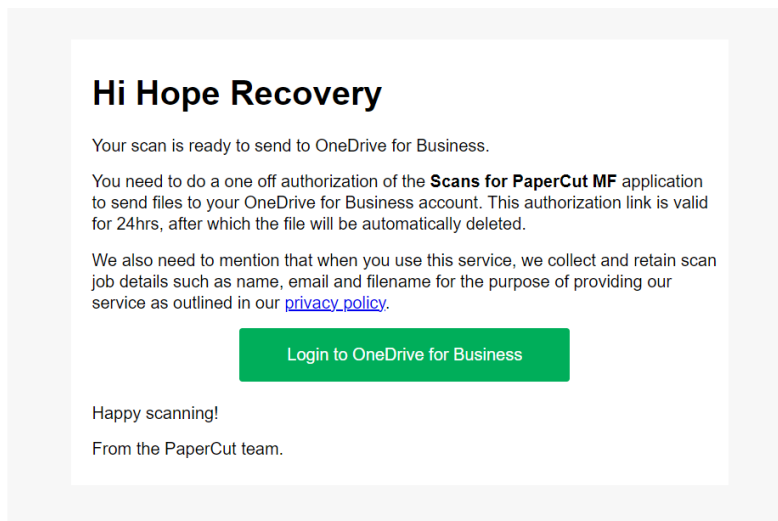 Hi Hope Recovery
Your scan is ready to send to OneDrive for Business.
You need to do a one off authorization of the Scans for PaperCut MF application
to send files to your OneDrive for Business account. This authorization link is valid
for 24hrs, after which the file will be automatically deleted.
We also need to mention that when you use this service, we collect and retain scan
job details such as name, email and filename for the purpose of providing our
service as outlined in our privacy policy.
Login to OneDrive for Business
Happy scanning!
From the PaperCut team.